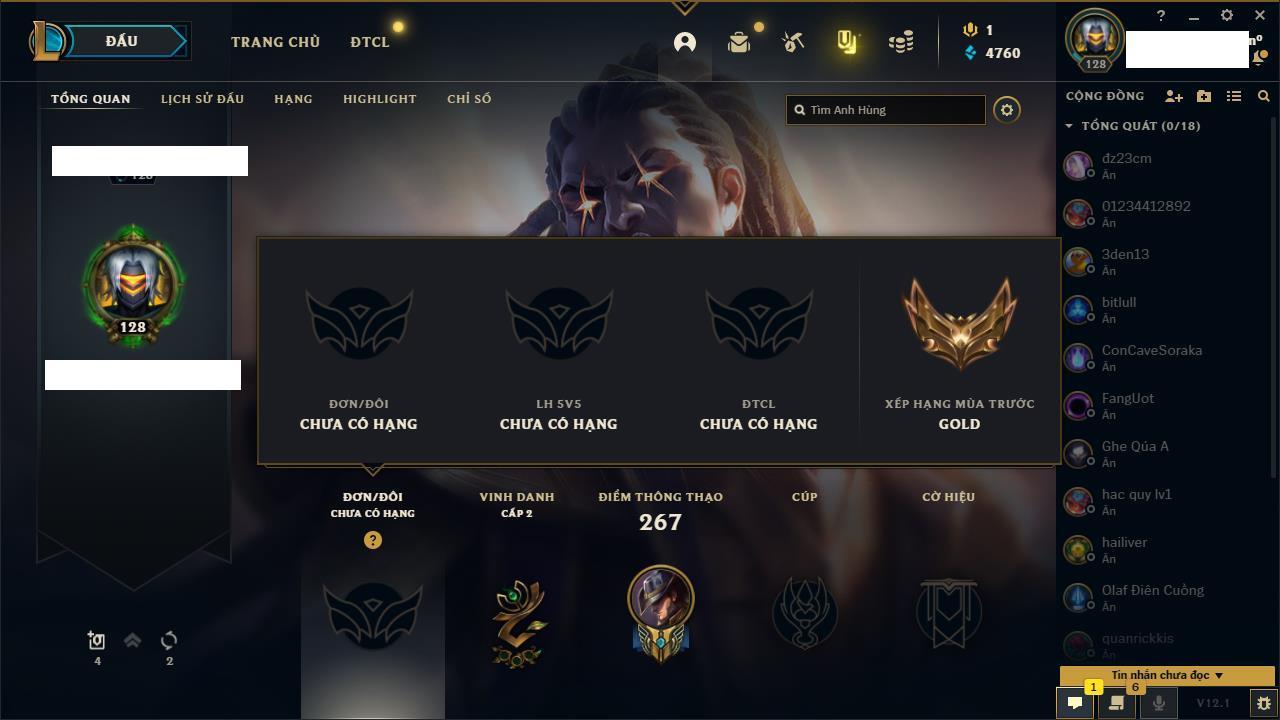 ĐẤU
TRANG CHỦ
ĐTCL
1
4760
?
128
TỔNG QUAN
LỊCH SỬ ĐẤU
HẠNG
HIGHLIGHT
CHỈ SỐ
Tìm Anh Hùng
128
ĐƠN/ĐÔI
CHƯA CÓ HẠNG
LH 5V5
CHƯA CÓ HẠNG
ĐTCL
CHƯA CÓ HẠNG
XẾP HẠNG MÙA TRƯỚC
GOLD
ĐƠN/ĐÔI
CHƯA CÓ HẠNG
?
VINH DANH
CẤP 2
ĐIỂM THÔNG THẠO
267
CÚP
CỜ HIỆU
4
2
CỘNG ĐỒNG
TỔNG QUÁT (0/18)
đz23cm
Ẩn
01234412892
Ẩn
3den13
Ẩn
bitlull
Ẩn
ConCaveSoraka
Ẩn
FangUot
Ẩn
Ghe Qúa A
Ẩn
hac quy lv1
Ẩn
hailiver
Ẩn
Olaf Điên Cuồng
Ẩn
quanrickkis
Ẩn
Tin nhắn chưa đọc
1
6
V12.1